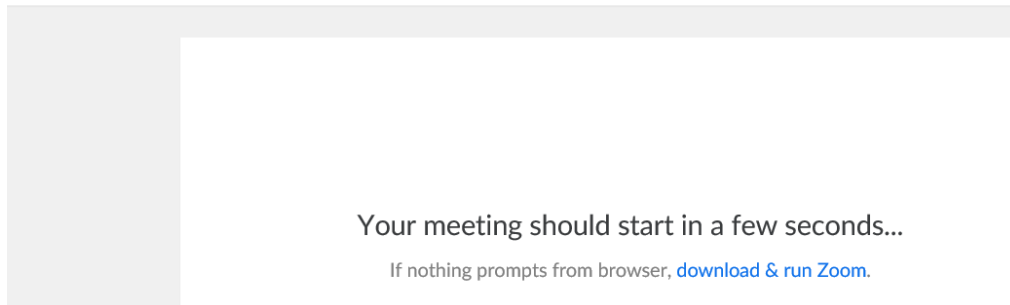 Your meeting should start in a few seconds...
If nothing prompts from browser, download & run Zoom.